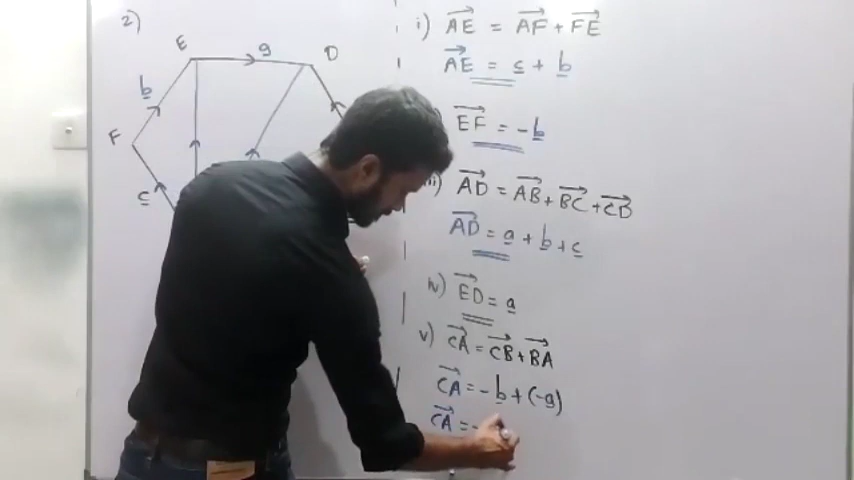 2)
E
a
D
b
F
c
i) AE = AF + FE
AE = c + b
EF = -b
iii) AD = AB + BC + CD
AD = a + b + c
iv) ED = a
v) CA = CB + BA
CA = -b + (-a)
CA = -